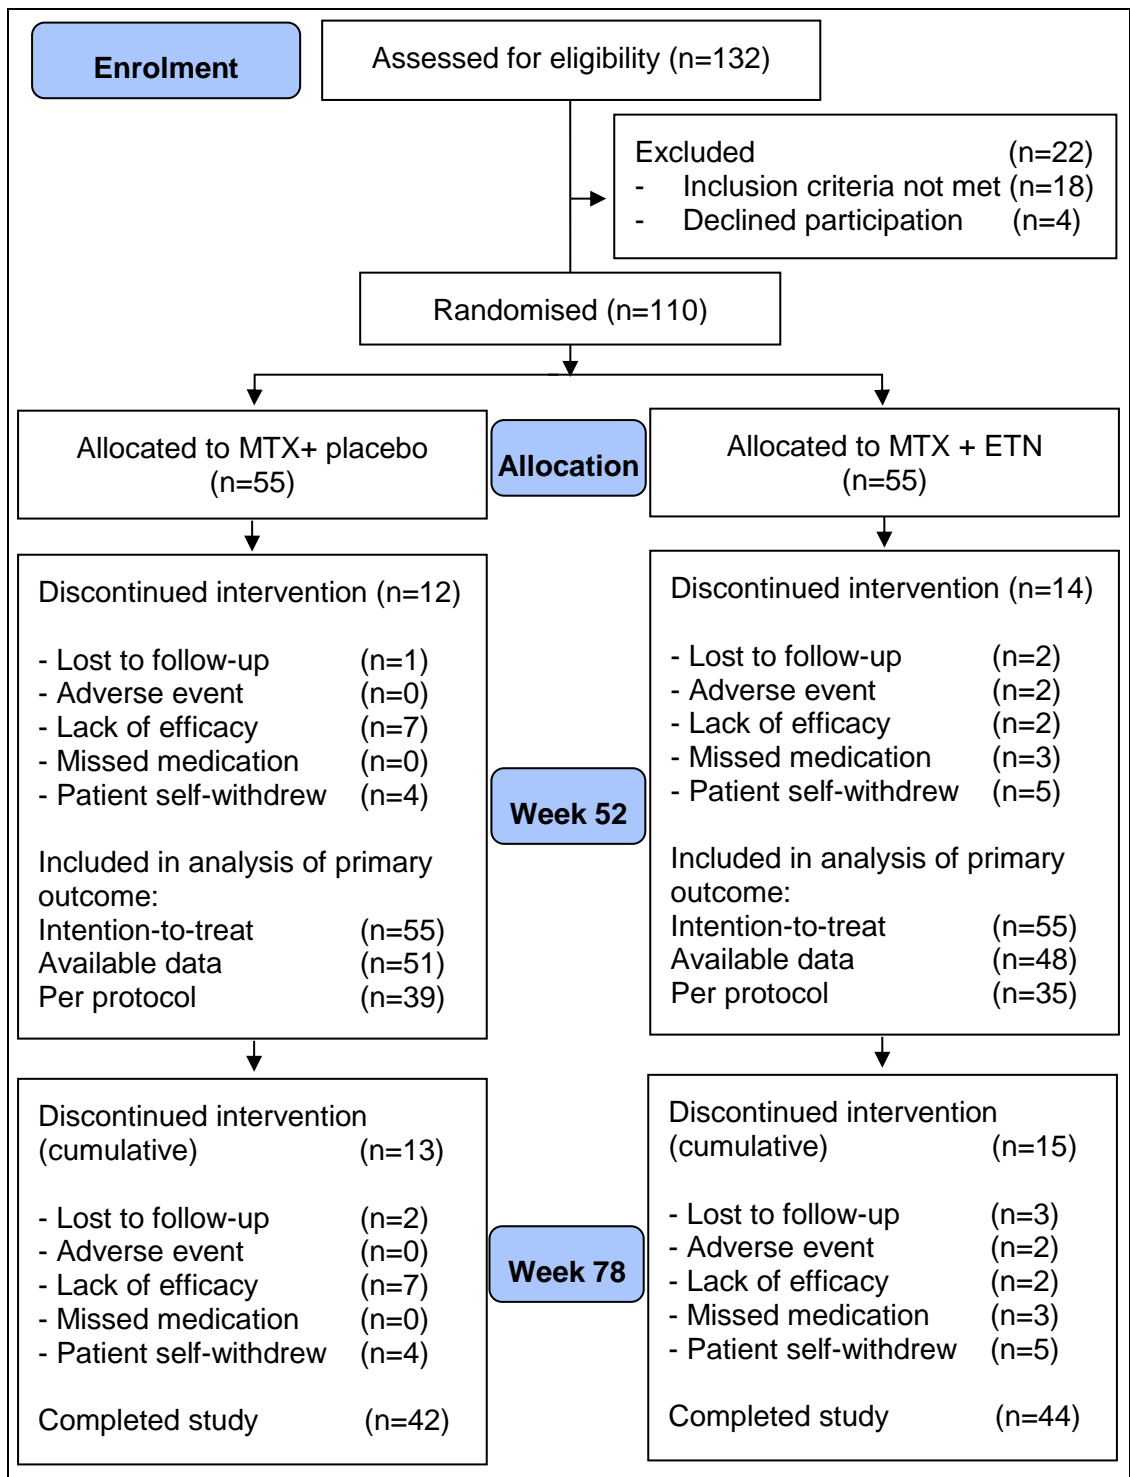 Enrolment
Assessed for eligibility (n=132)
Excluded (n=22)
- Inclusion criteria not met (n=18)
- Declined participation (n=4)
Randomised (n=110)
Allocated to MTX+ placebo
(n=55)
Allocation
Allocated to MTX + ETN
(n=55)
Discontinued intervention (n=12)
- Lost to follow-up (n=1)
- Adverse event (n=0)
- Lack of efficacy (n=7)
- Missed medication (n=0)
- Patient self-withdrew (n=4)
Included in analysis of primary
outcome:
Intention-to-treat (n=55)
Available data (n=51)
Per protocol (n=39)
Week 52
Discontinued intervention (n=14)
- Lost to follow-up (n=2)
- Adverse event (n=2)
- Lack of efficacy (n=2)
- Missed medication (n=3)
- Patient self-withdrew (n=5)
Included in analysis of primary
outcome:
Intention-to-treat (n=55)
Available data (n=48)
Per protocol (n=35)
Discontinued intervention
(cumulative) (n=13)
- Lost to follow-up (n=2)
- Adverse event (n=0)
- Lack of efficacy (n=7)
- Missed medication (n=0)
- Patient self-withdrew (n=4)
Completed study (n=42)
Week 78
Discontinued intervention
(cumulative) (n=15)
- Lost to follow-up (n=3)
- Adverse event (n=2)
- Lack of efficacy (n=2)
- Missed medication (n=3)
- Patient self-withdrew (n=5)
Completed study (n=44)